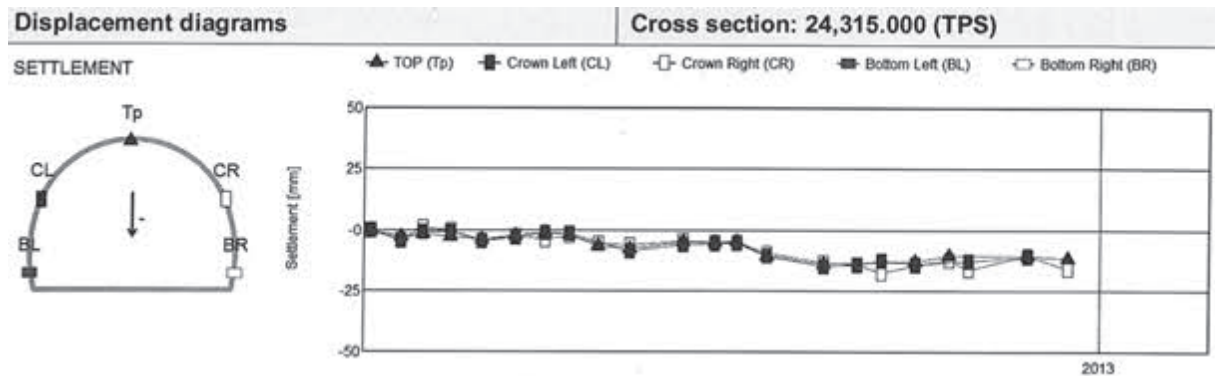 Displacement diagrams
Cross section: 24,315.000 (TPS)
SETTLEMENT
TOP (Tp) Crown Left (CL) Crown Right (CR) Bottom Left (BL) Bottom Right (BR)
Tp
CL CR
BL BR
Settlement [mm]
50
25
-0
-25
-50
2013